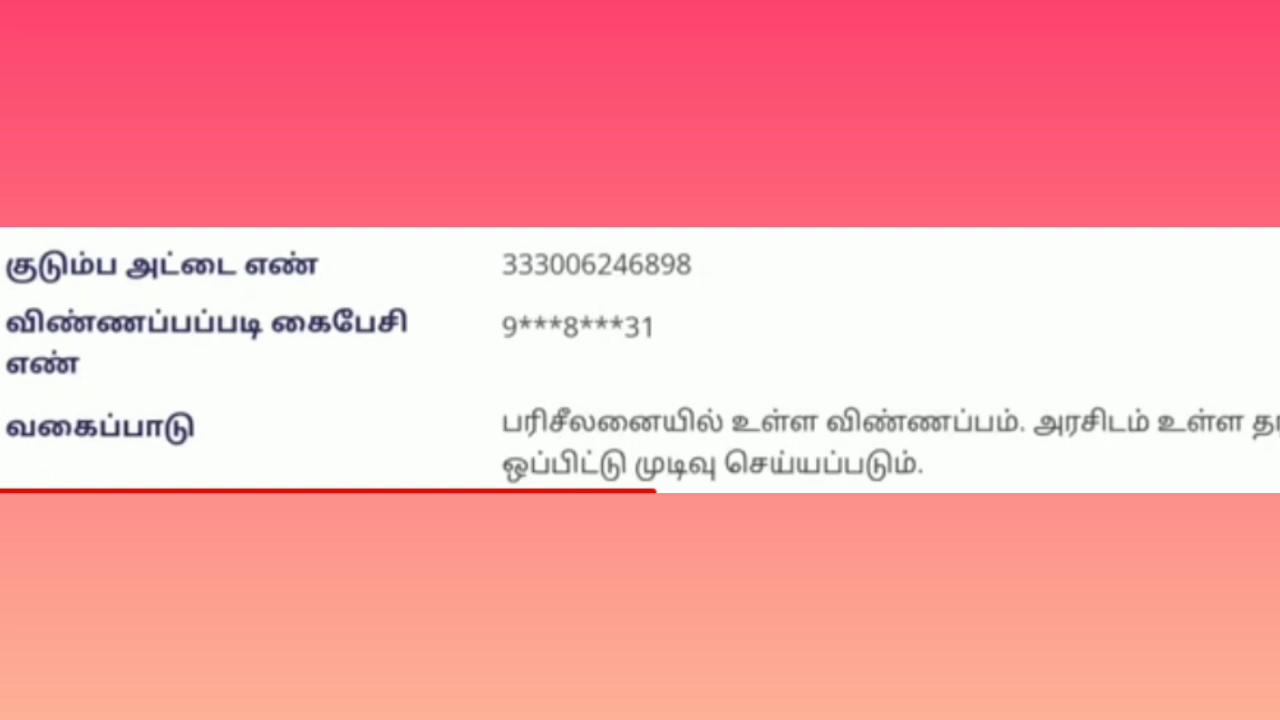 குடும்ப அட்டை எண் 333006246898
விண்ணப்பப்படி கைபேசி 9***8***31
எண்
வகைப்பாடு பரிசீலனையில் உள்ள விண்ணப்பம். அரசிடம் உள்ள
ஒப்பிட்டு முடிவு செய்யப்படும்.